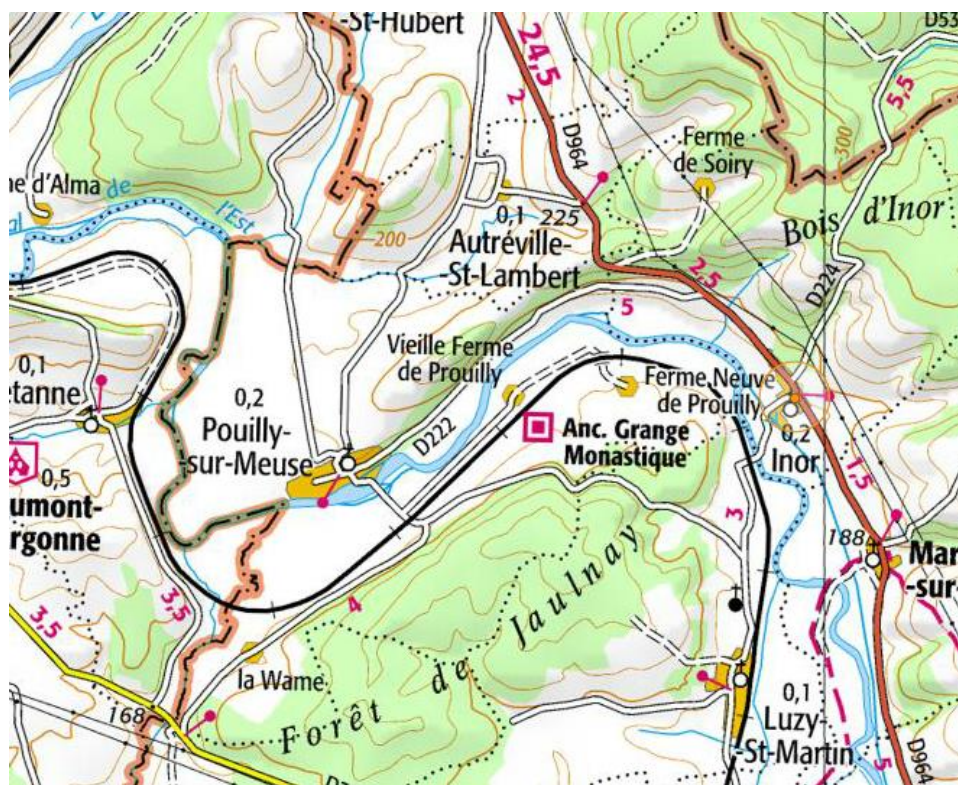 -St-Hubert
24,5
2
D964
D53
5,5
Ferme
de Soiry
300
Bois d'Inor
ne d'Alma
de
l'Est
200
0,1
225
Autréville-
-St-Lambert
2,5
D224
5
Vieille Ferme
de Prouilly
Ferme Neuve
de Prouilly
0,1
etanne
0,2
Pouilly-
-sur-Meuse
D222
Anc. Grange
Monastique
0,2
Inor
1,5
0,5
umont-
rgonne
3
188
Mar
-sur-
3,5
3,5
4
Forêt de Jaulnay
la Wame
168
0,1
Luzy-
-St-Martin
D964
5